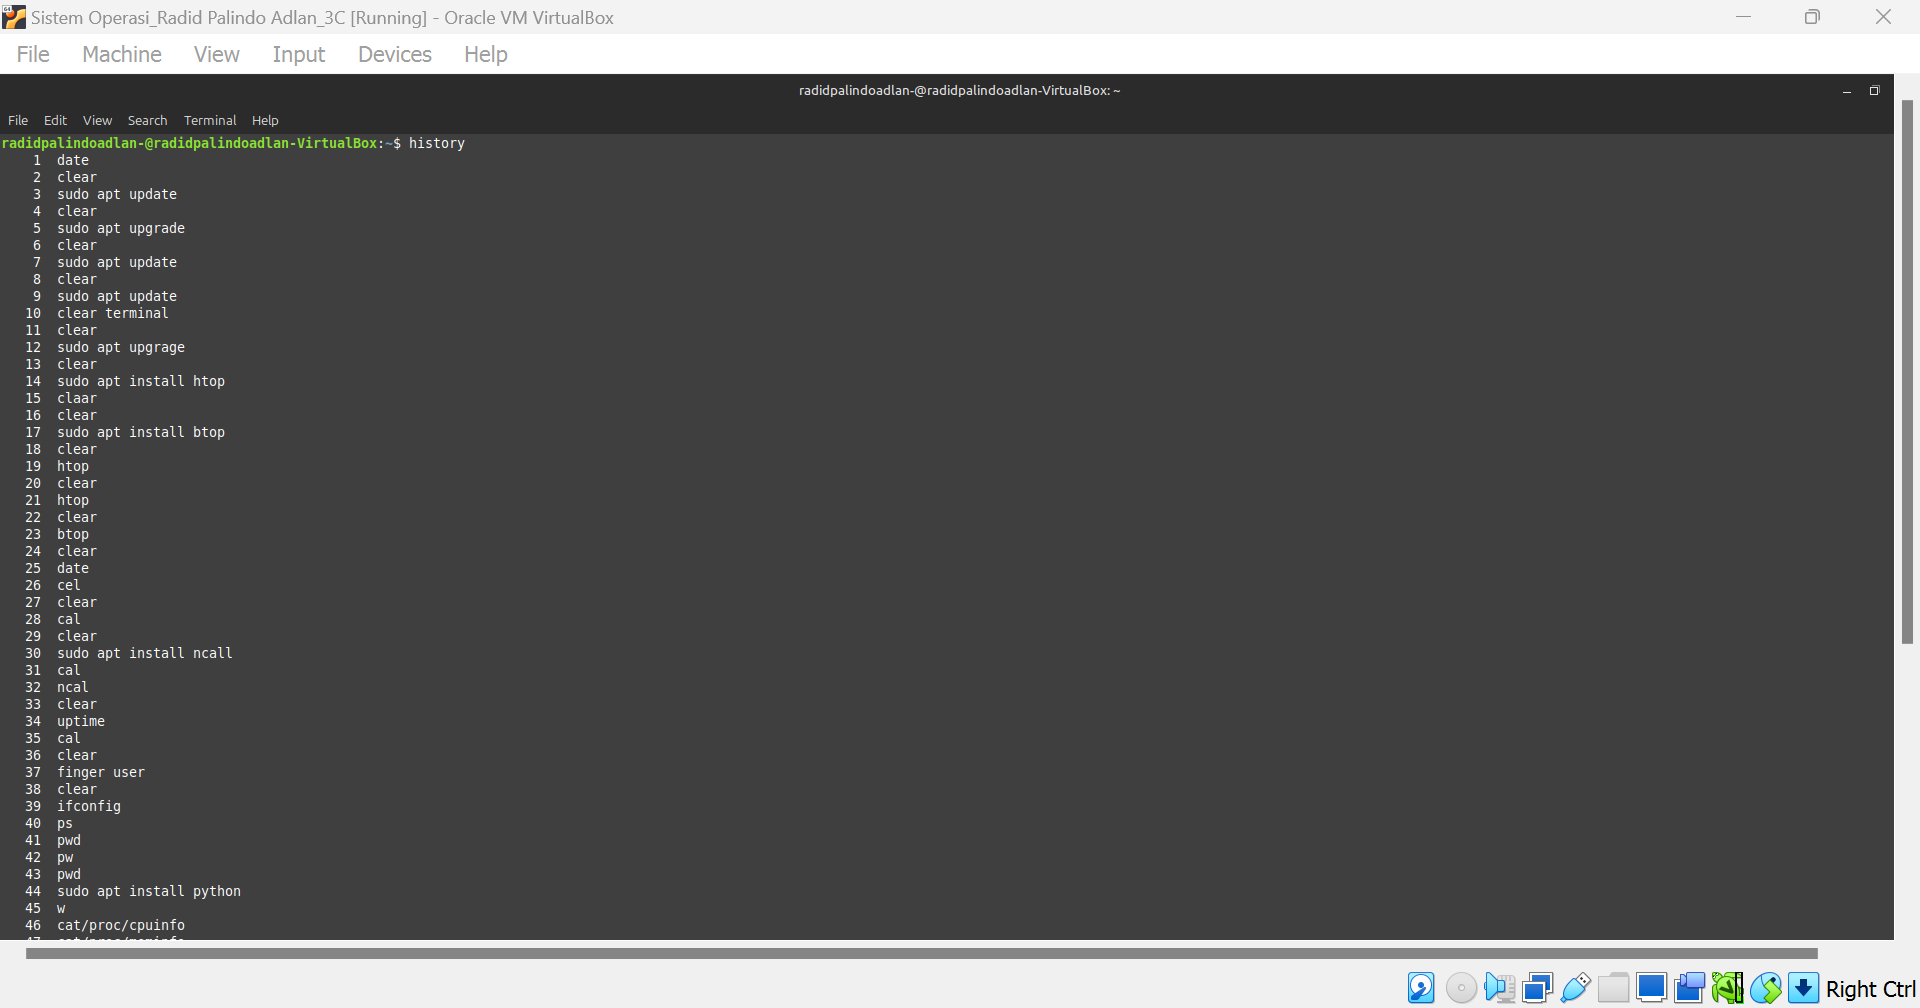 Sistem Operasi_Radid Palindo Adlan_3C [Running] - Oracle VM VirtualBox
File Machine View Input Devices Help
radidpalindoadlan-@radidpalindoadlan-VirtualBox: ~
File Edit View Search Terminal Help
radidpalindoadlan-@radidpalindoadlan-VirtualBox:~$ history
1 date
2 clear
3 sudo apt update
4 clear
5 sudo apt upgrade
6 clear
7 sudo apt update
8 clear
9 sudo apt update
10 clear terminal
11 clear
12 sudo apt upgrage
13 clear
14 sudo apt install htop
15 claar
16 clear
17 sudo apt install btop
18 clear
19 htop
20 clear
21 htop
22 clear
23 btop
24 clear
25 date
26 cel
27 clear
28 cal
29 clear
30 sudo apt install ncall
31 cal
32 ncal
33 clear
34 uptime
35 cal
36 clear
37 finger user
38 clear
39 ifconfig
40 ps
41 pwd
42 pw
43 pwd
44 sudo apt install python
45 w
46 cat/proc/cpuinfo
Right Ctrl